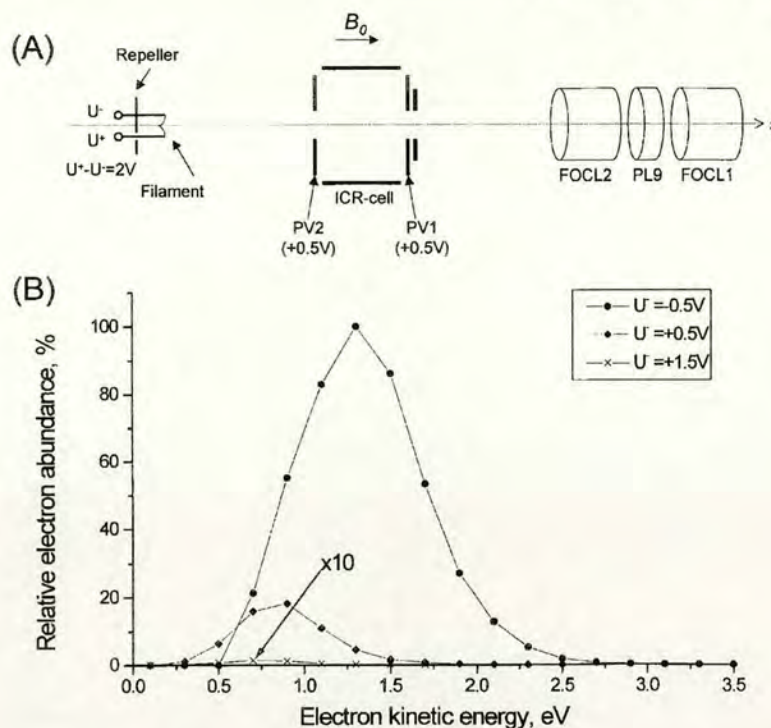 (A)
B₀
Repeller
U⁻
U⁺
U⁺-U⁻=2V
Filament
ICR-cell
PV2
(+0.5V)
PV1
(+0.5V)
FOCL2
PL9
FOCL1
z
(B)
Relative electron abundance, %
100
80
60
40
20
0
U⁻=-0.5V
U⁻=+0.5V
U⁻=+1.5V
x10
0.0 0.5 1.0 1.5 2.0 2.5 3.0 3.5
Electron kinetic energy, eV